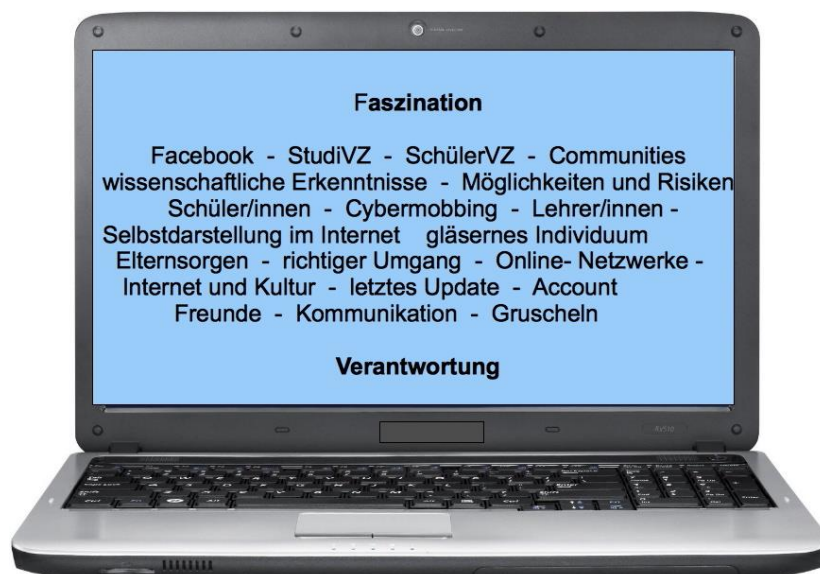 Faszination
Facebook - StudiVZ - SchülerVZ - Communities
wissenschaftliche Erkenntnisse - Möglichkeiten und Risiken
Schüler/innen - Cybermobbing - Lehrer/innen -
Selbstdarstellung im Internet gläsernes Individuum
Elternsorgen - richtiger Umgang - Online- Netzwerke -
Internet und Kultur - letztes Update - Account
Freunde - Kommunikation - Gruscheln
Verantwortung